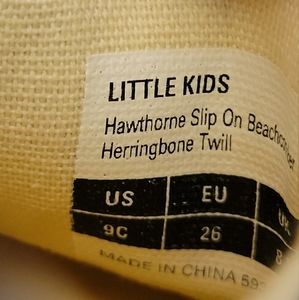 LITTLE KIDS
Hawthorne Slip On
Herringbone Twill
US EU
9C 26
MADE IN CHINA